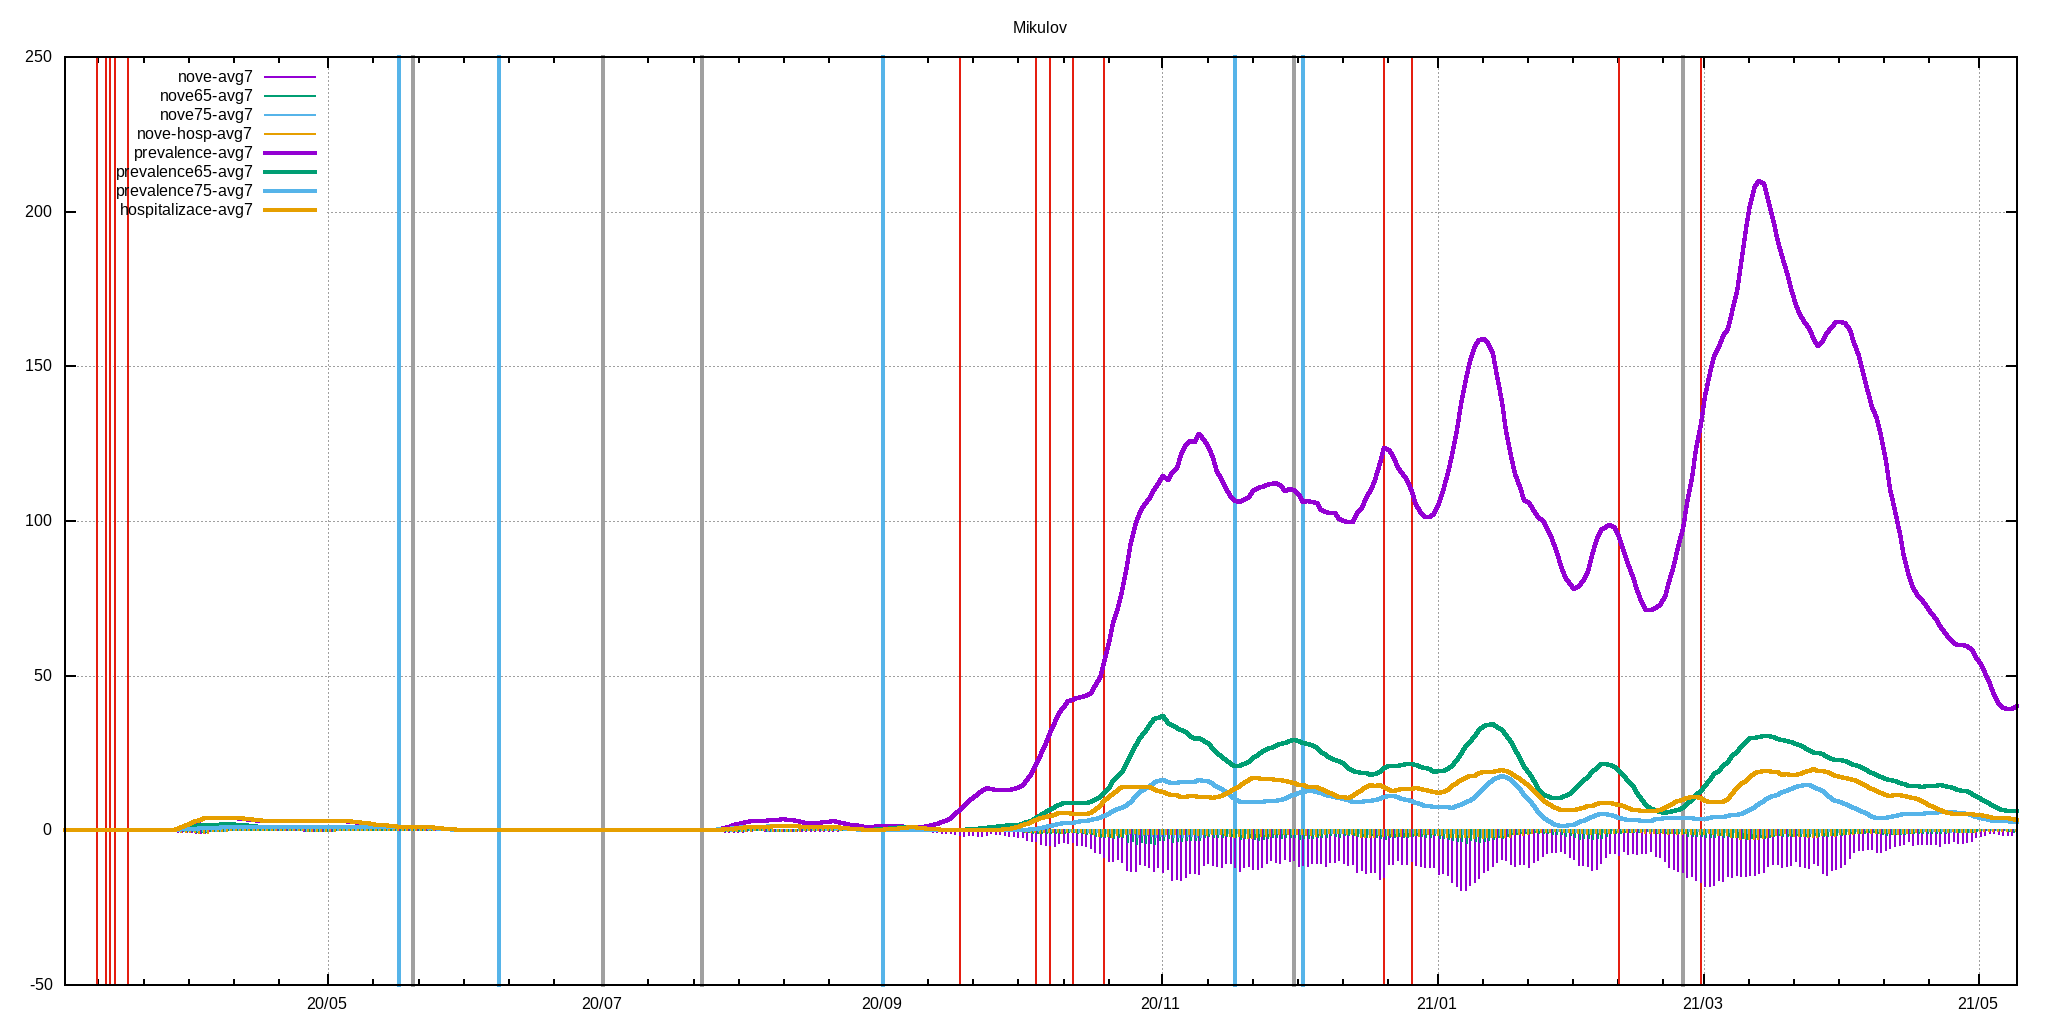 Mikulov
250
200
150
100
50
0
-50
nove-avg7
nove65-avg7
nove75-avg7
nove-hosp-avg7
prevalence-avg7
prevalence65-avg7
prevalence75-avg7
hospitalizace-avg7
20/05 20/07 20/09 20/11 21/01 21/03 21/05